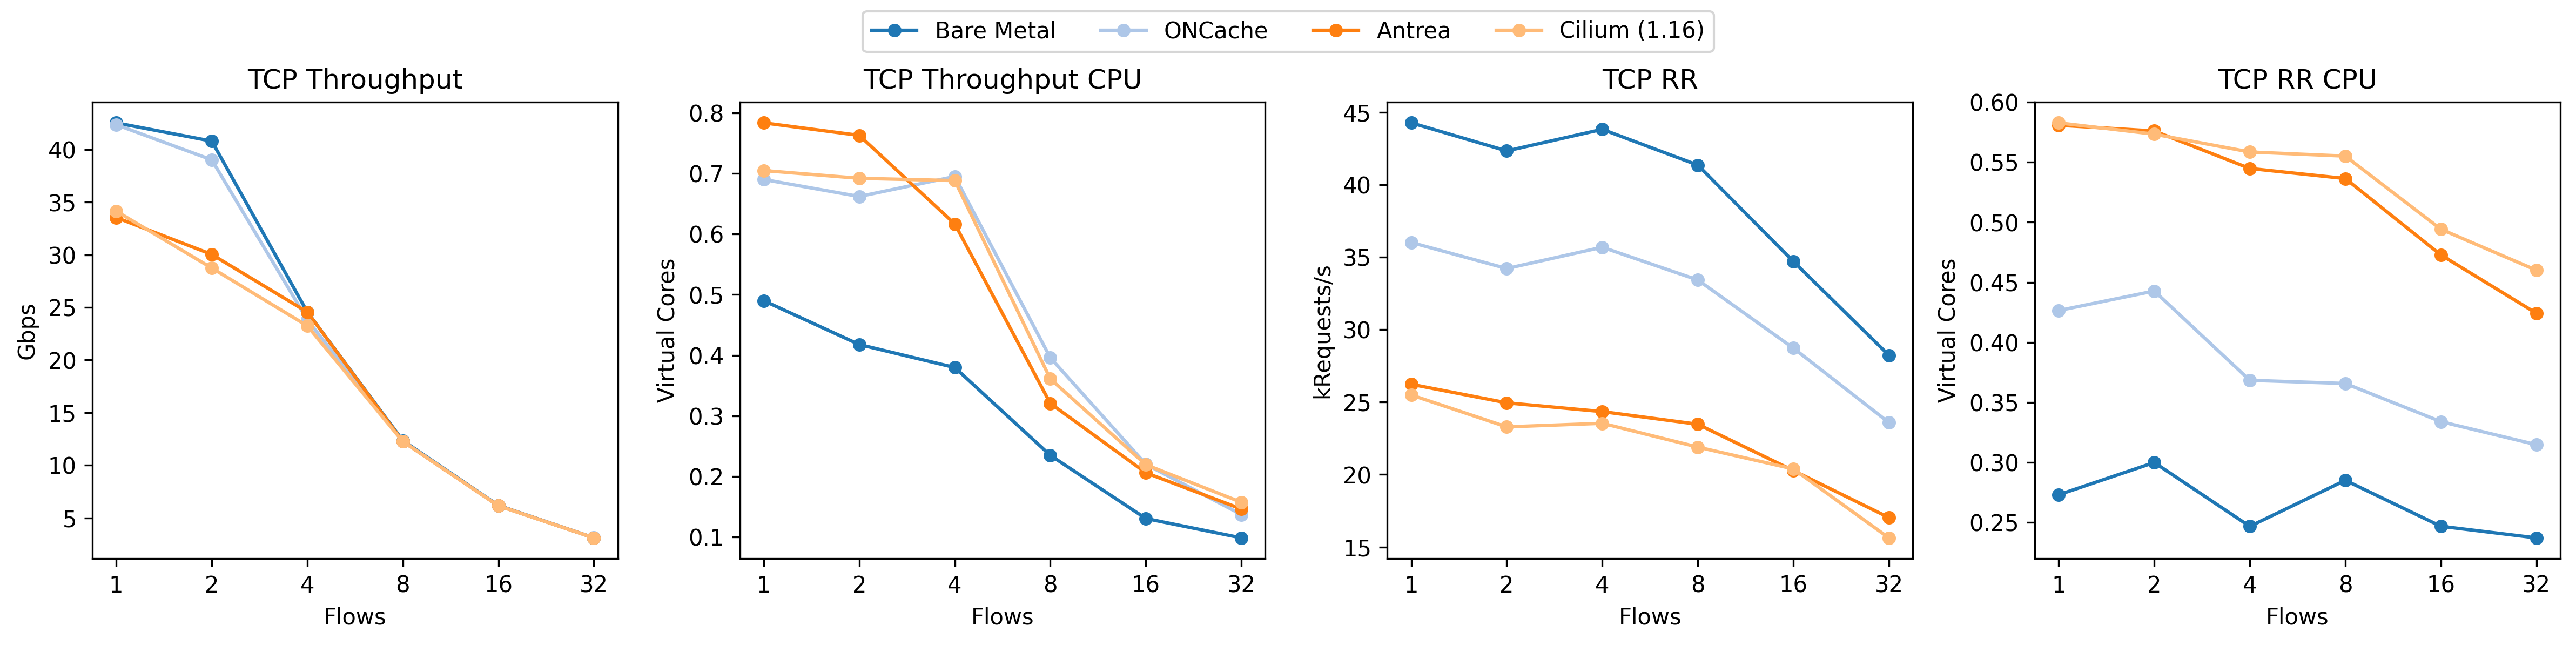 Bare Metal ONCache Antrea Cilium (1.16)
TCP Throughput
40
35
30
25
20
15
10
5
Gbps
1 2 4 8 16 32
Flows
TCP Throughput CPU
0.8
0.7
0.6
0.5
0.4
0.3
0.2
0.1
Virtual Cores
1 2 4 8 16 32
Flows
TCP RR
45
40
35
30
25
20
15
kRequests/s
1 2 4 8 16 32
Flows
TCP RR CPU
0.60
0.55
0.50
0.45
0.40
0.35
0.30
0.25
Virtual Cores
1 2 4 8 16 32
Flows